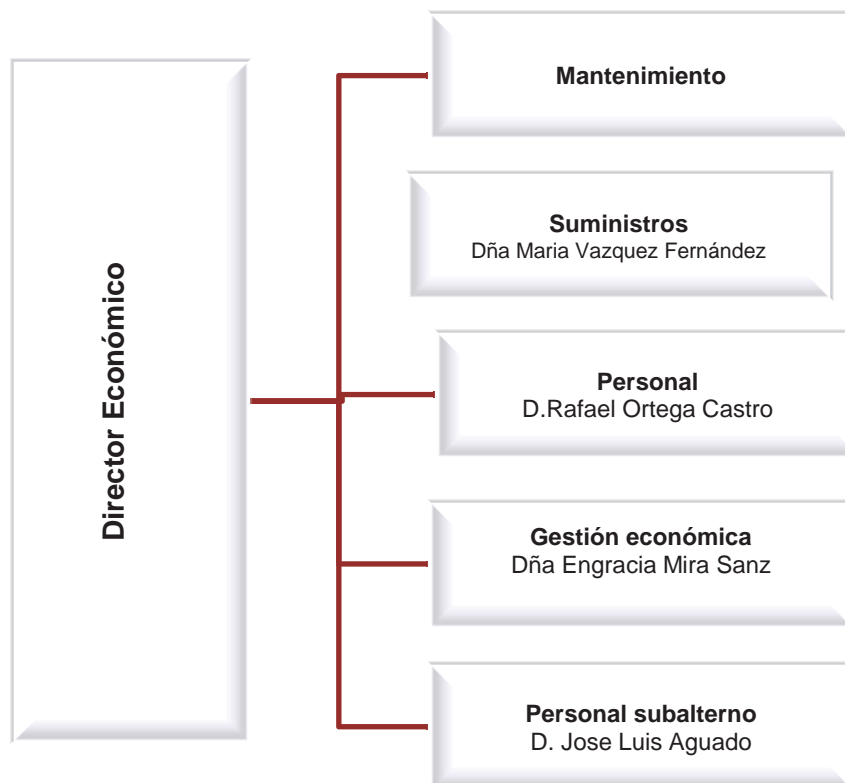 Director Económico
Mantenimiento
Suministros
Dña Maria Vazquez Fernández
Personal
D.Rafael Ortega Castro
Gestión económica
Dña Engracia Mira Sanz
Personal subalterno
D. Jose Luis Aguado